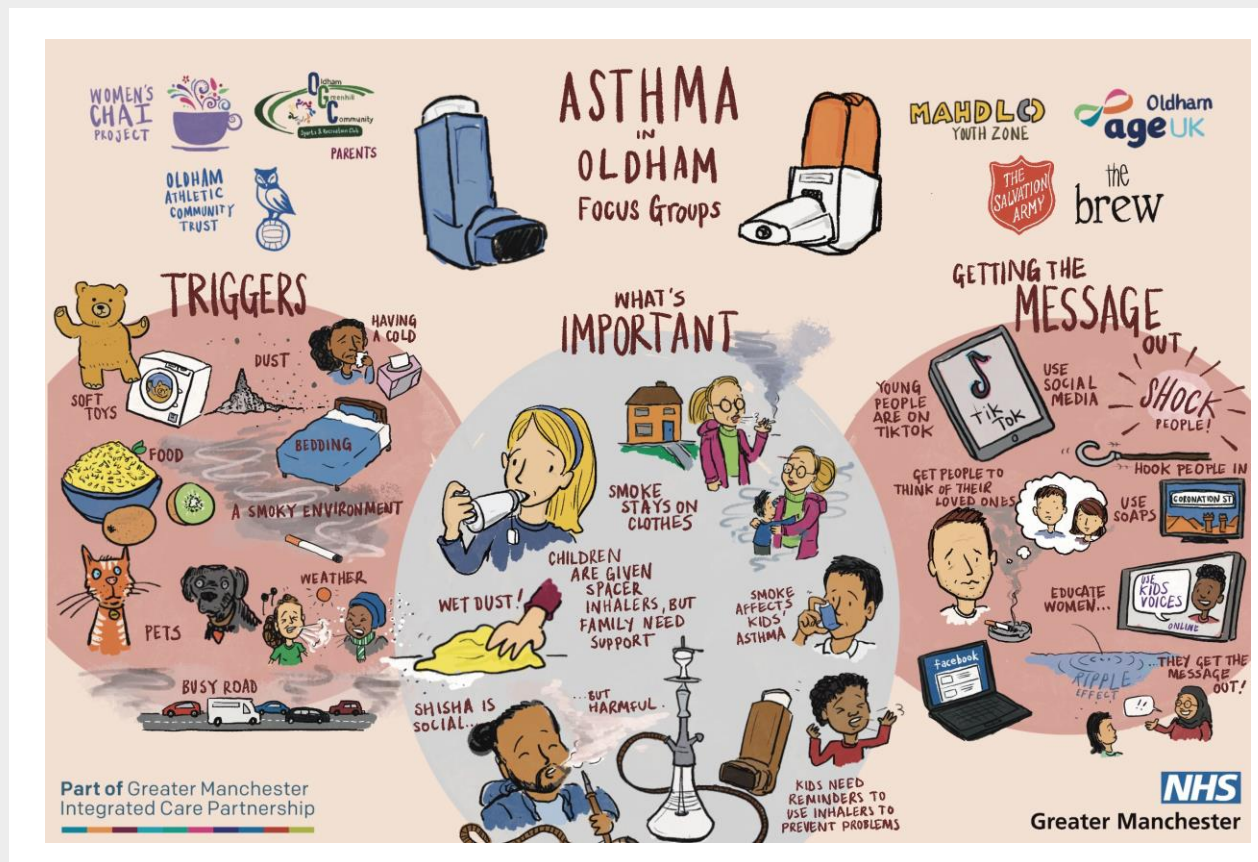 WOMEN'S
CHAI
PROJECT
Oldham
Greenhill
Community
Sports & Recreation Club
PARENTS
OLDHAM
ATHLETIC
COMMUNITY
TRUST
ASTHMA
IN
OLDHAM
FOCUS GROUPS
MAHDLO
YOUTH ZONE
Oldham
age UK
THE
SALVATION
ARMY
the
brew
TRIGGERS
SOFT
TOYS
DUST
HAVING
A COLD
BEDDING
FOOD
A SMOKY ENVIRONMENT
PETS
WEATHER
BUSY ROAD
WHAT'S
IMPORTANT
SMOKE
STAYS ON
CLOTHES
CHILDREN
ARE GIVEN
SPACER
INHALERS, BUT
FAMILY NEED
SUPPORT
WET DUST!
SMOKE
AFFECTS
KIDS'
ASTHMA
SHISHA IS
SOCIAL...
...BUT
HARMFUL.
KIDS NEED
REMINDERS TO
USE INHALERS TO
PREVENT PROBLEMS
GETTING THE
MESSAGE
OUT
YOUNG
PEOPLE
ARE ON
TIKTOK
TIK
TOK
USE
SOCIAL
MEDIA
SHOCK
PEOPLE!
HOOK PEOPLE IN
GET PEOPLE TO
THINK OF THEIR
LOVED ONES
USE
SOAPS
CORONATION ST
EDUCATE
WOMEN...
USE
KIDS
VOICES
ONLINE
facebook
RIPPLE
EFFECT
...THEY GET THE
MESSAGE
OUT!
!!
Part of Greater Manchester
Integrated Care Partnership
NHS
Greater Manchester